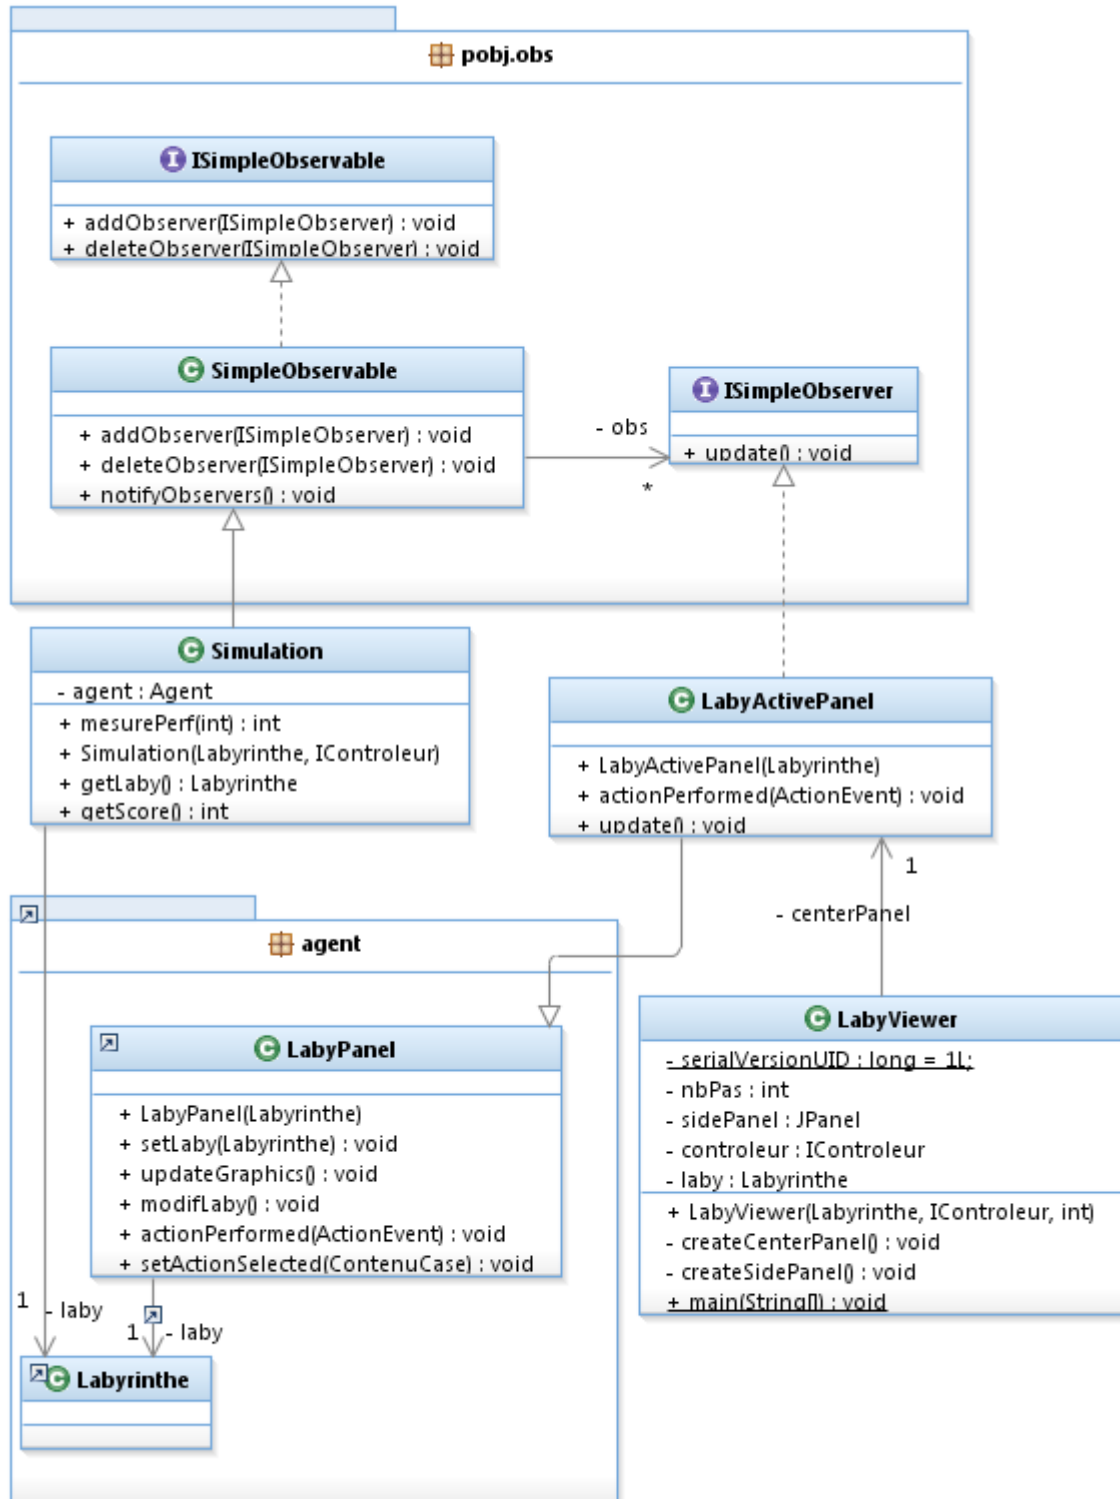 pobj.obs
I ISimpleObservable
+ addObserver(ISimpleObserver) : void
+ deleteObserver(ISimpleObserver) : void
C SimpleObservable
+ addObserver(ISimpleObserver) : void
+ deleteObserver(ISimpleObserver) : void
+ notifyObservers() : void
- obs
*
I ISimpleObserver
+ update() : void
C Simulation
- agent : Agent
+ mesurePerf(int) : int
+ Simulation(Labyrinthe, IControleur)
+ getLaby() : Labyrinthe
+ getScore() : int
C LabyActivePanel
+ LabyActivePanel(Labyrinthe)
+ actionPerformed(ActionEvent) : void
+ update() : void
1
- centerPanel
agent
C LabyPanel
+ LabyPanel(Labyrinthe)
+ setLaby(Labyrinthe) : void
+ updateGraphics() : void
+ modifLaby() : void
+ actionPerformed(ActionEvent) : void
+ setActionSelected(ContenuCase) : void
C LabyViewer
- serialVersionUID : long = 1L;
- nbPas : int
- sidePanel : JPanel
- controleur : IControleur
- laby : Labyrinthe
+ LabyViewer(Labyrinthe, IControleur, int)
- createCenterPanel() : void
- createSidePanel() : void
+ main(String[]) : void
1
- laby
1
- laby
C Labyrinthe